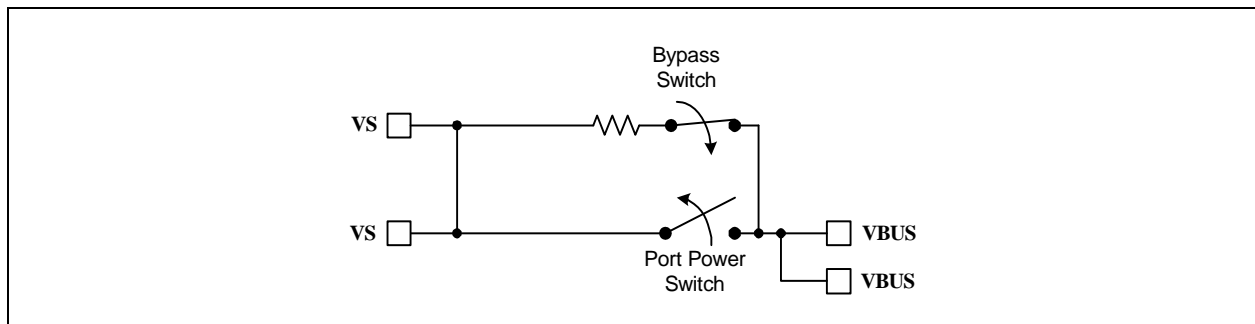 Bypass
Switch
VS
VS
Port Power
Switch
VBUS
VBUS